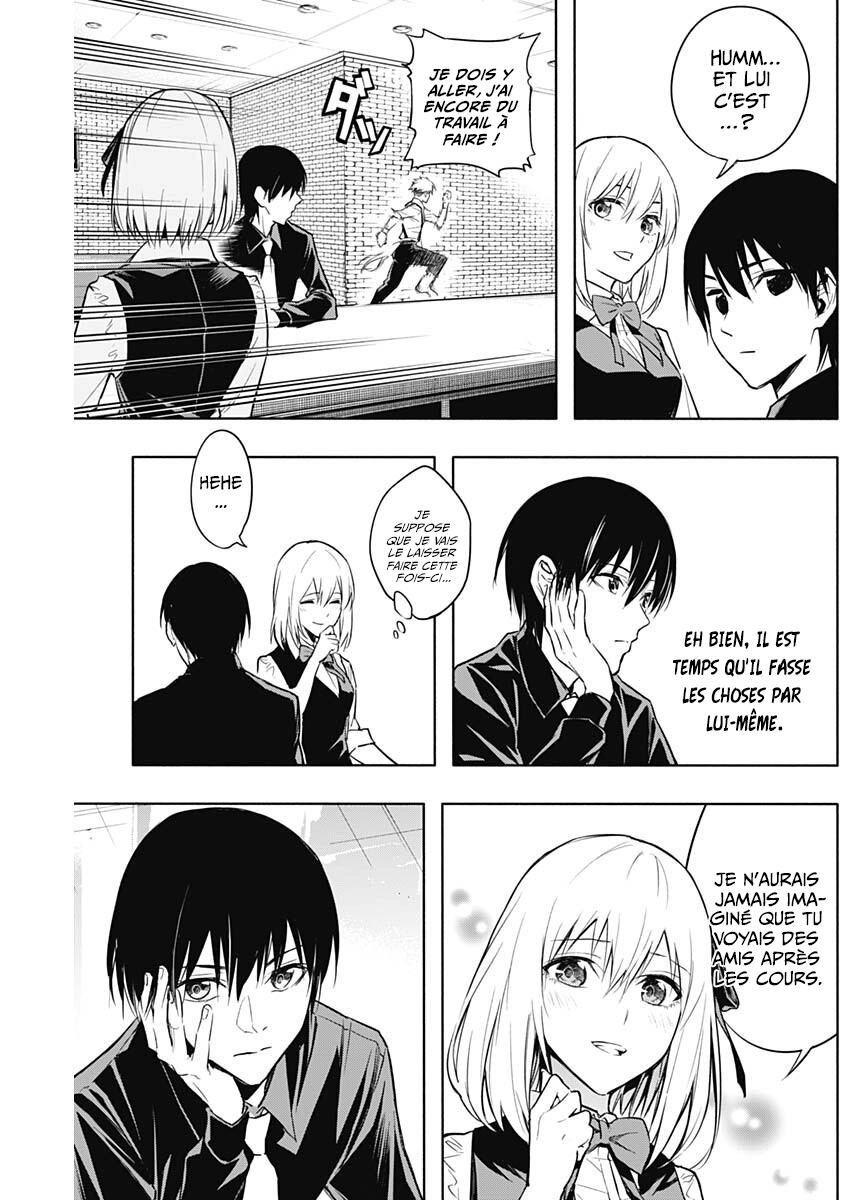 HUMM...
ET LUI
C'EST
...?
JE DOIS Y
ALLER, J'AI
ENCORE DU
TRAVAIL À
FAIRE !
ダッ
EH BIEN, IL EST
TEMPS QU'IL FASSE
LES CHOSES PAR
LUI-MÊME.
JE
SUPPOSE
QUE JE VAIS
LE LAISSER
FAIRE CETTE
FOIS-CI...
HEHE
...
JE N'AURAIS
JAMAIS IMA-
GINÉ QUE TU
VOYAIS DES
AMIS APRÈS
LES COURS.